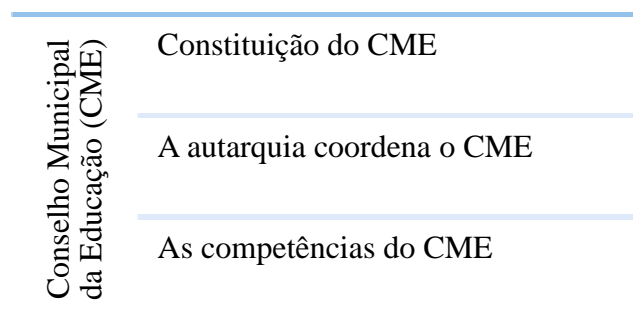 Conselho Municipal
da Educação (CME)
Constituição do CME
A autarquia coordena o CME
As competências do CME